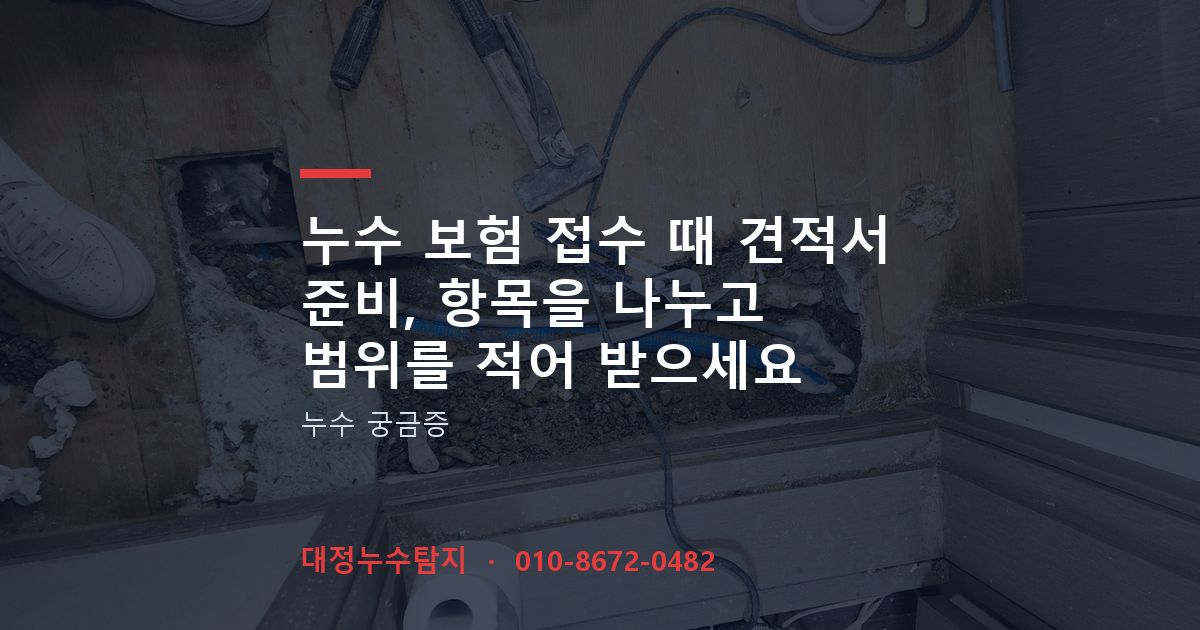 누수 보험 접수 때 견적서
준비, 항목을 나누고
범위를 적어 받으세요
누수 궁금증
대정누수탐지 · 010-8672-0482